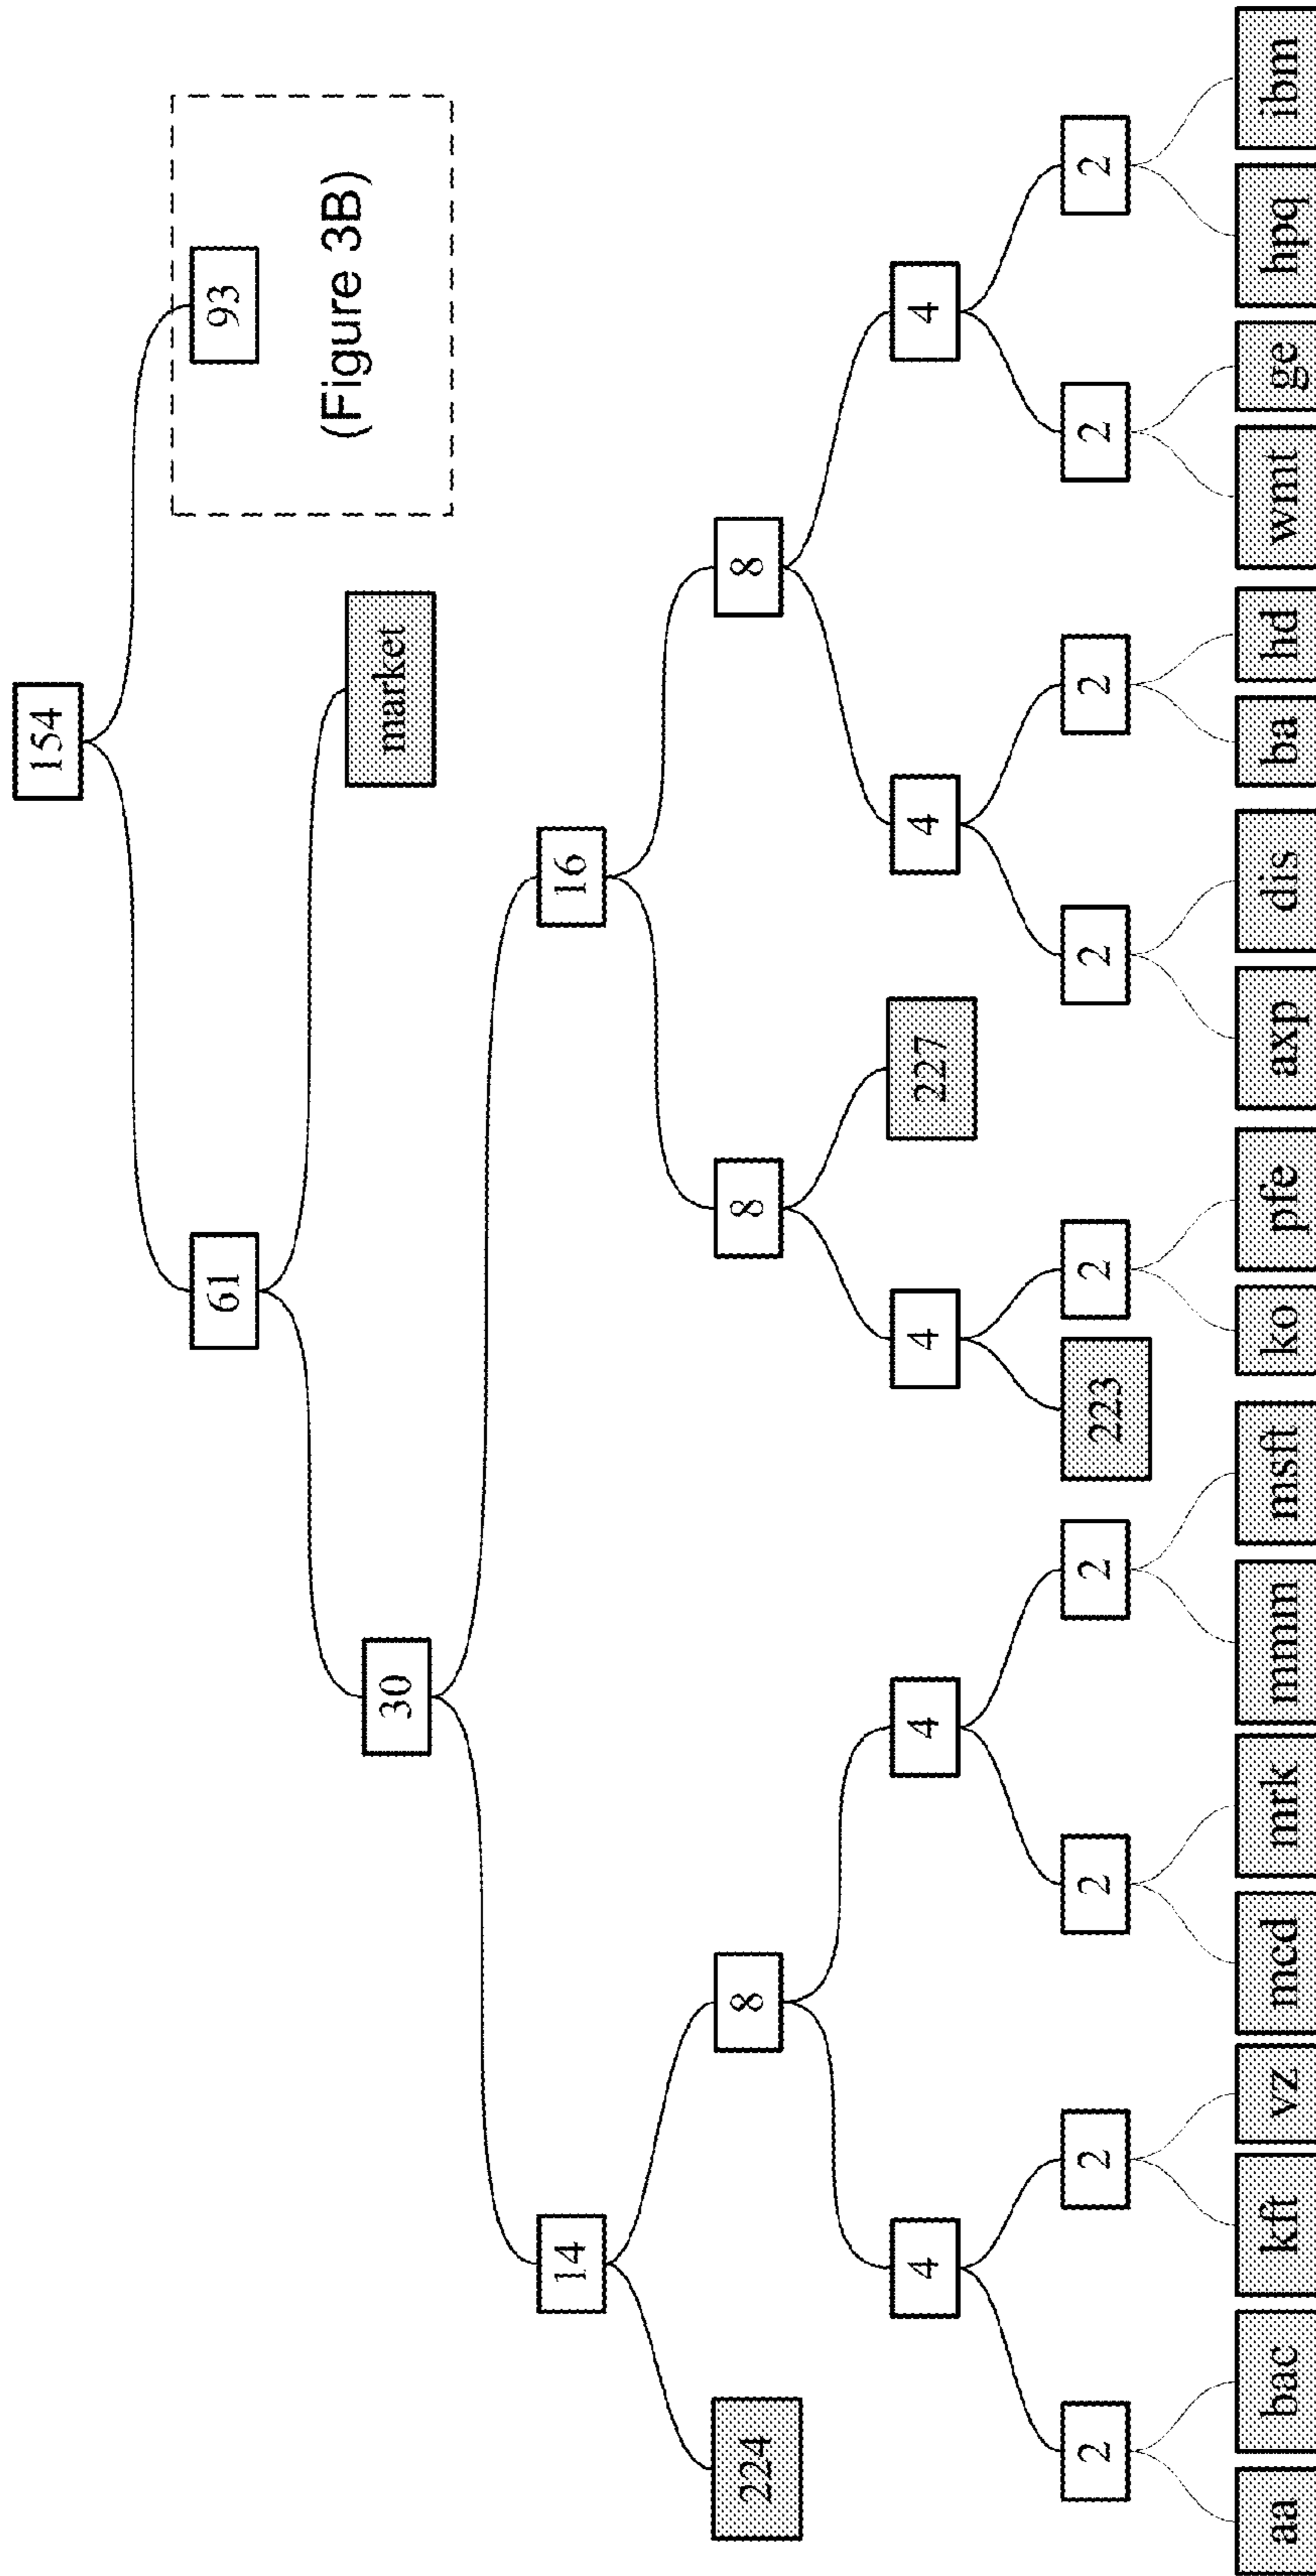 154
61
93
(Figure 3B)
30
market
14
16
224
8
8
8
4
4
4
227
4
4
2
2
2
2
223
2
2
2
2
2
aa
bac
kft
vz
mcd
mrk
mmm
msft
ko
pfe
axp
dis
ba
hd
wmt
ge
hpq
ibm